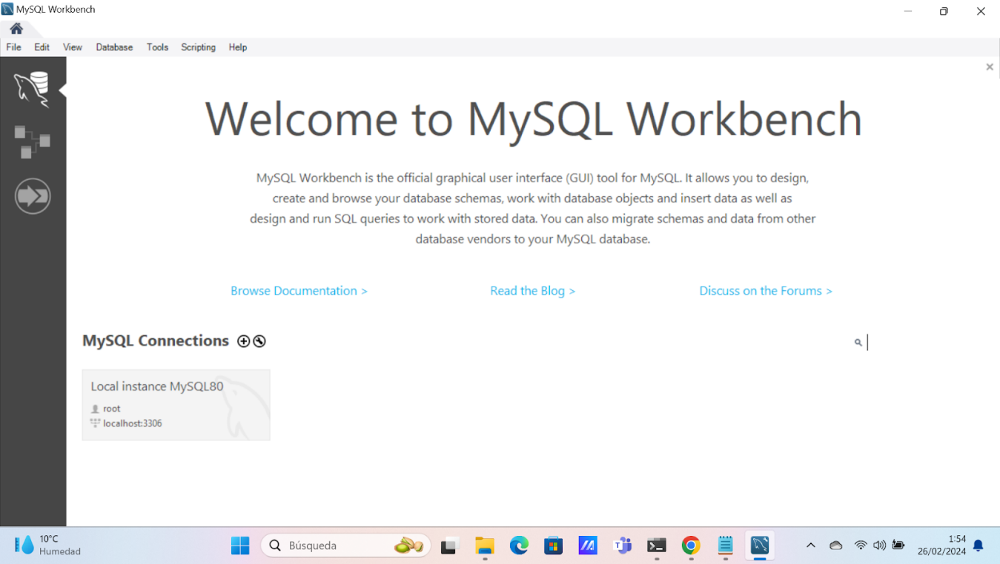 MySQL Workbench
File Edit View Database Tools Scripting Help
Welcome to MySQL Workbench
MySQL Workbench is the official graphical user interface (GUI) tool for MySQL. It allows you to design,
create and browse your database schemas, work with database objects and insert data as well as
design and run SQL queries to work with stored data. You can also migrate schemas and data from other
database vendors to your MySQL database.
Browse Documentation > Read the Blog > Discuss on the Forums >
MySQL Connections
Local instance MySQL80
root
localhost:3306
10°C
Humedad
Búsqueda
1:54
26/02/2024